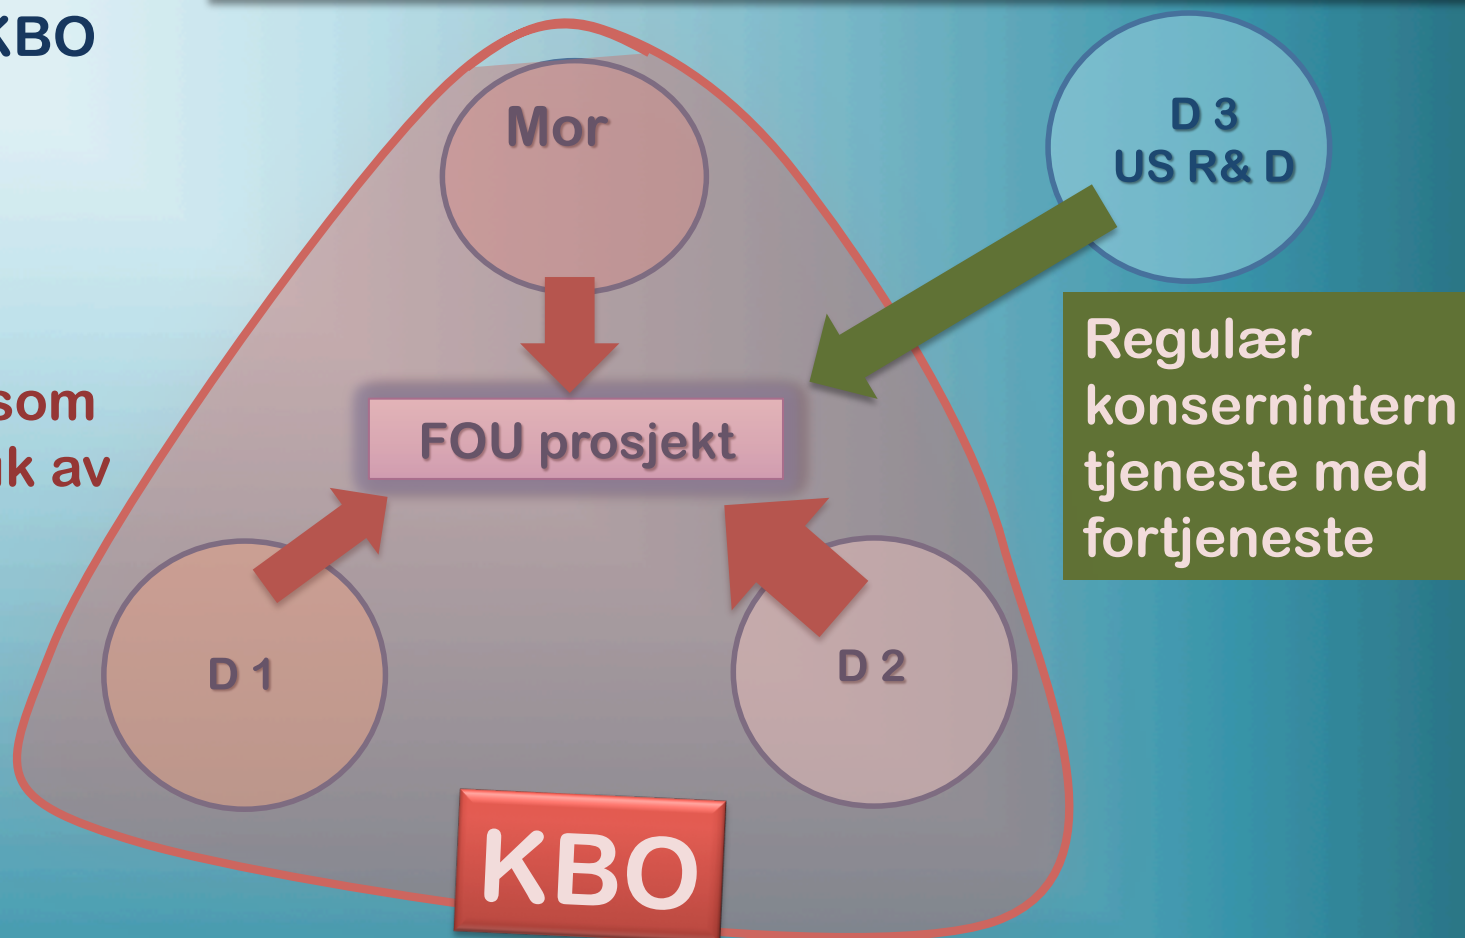 KBO
Mor
D 3
US R& D
Regulær
konsernintern
tjeneste med
fortjeneste
som
av
FOU prosjekt
D 1
D 2
KBO